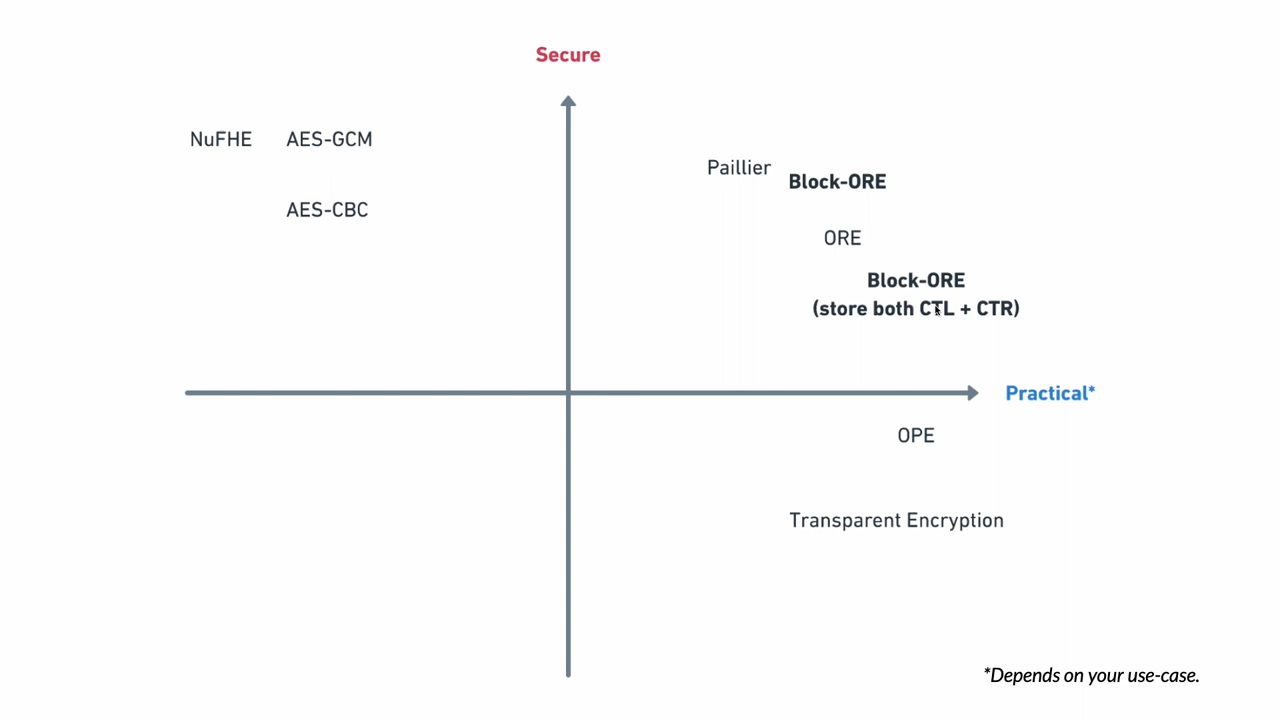 Secure
NuFHE
AES-GCM
Paillier
Block-ORE
AES-CBC
ORE
Block-ORE
(store both CTL + CTR)
Practical*
OPE
Transparent Encryption
*Depends on your use-case.